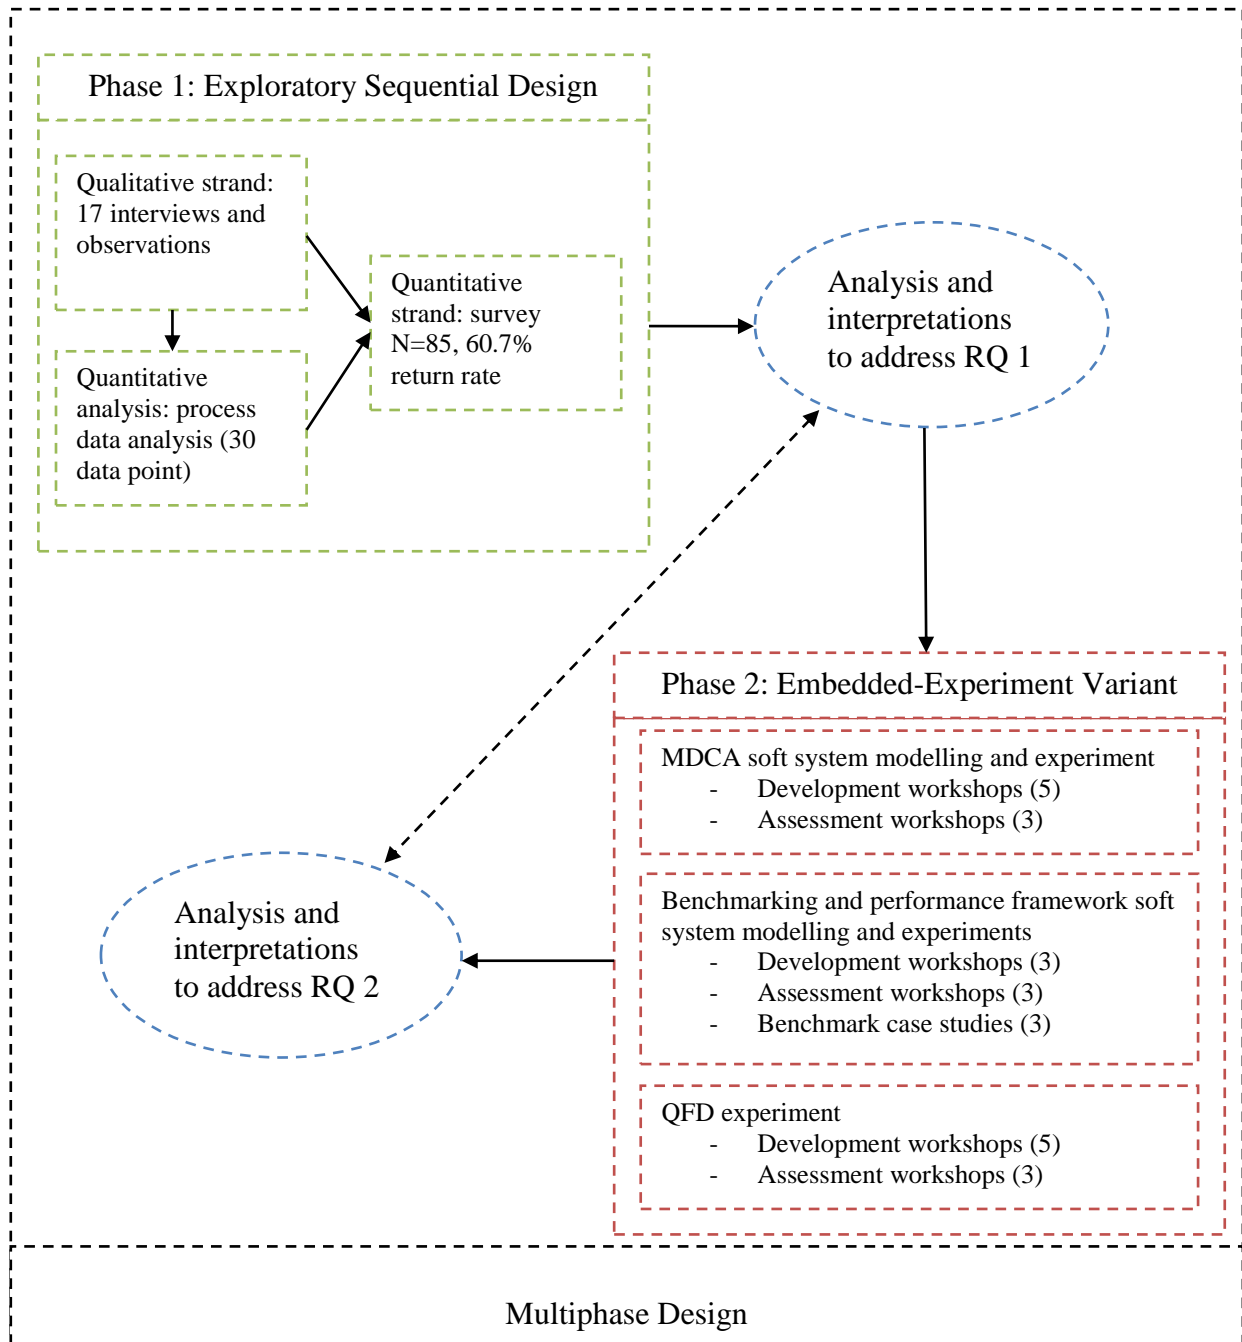 Phase 1: Exploratory Sequential Design
Qualitative strand:
17 interviews and
observations
Quantitative
strand: survey
N=85, 60.7%
return rate
Quantitative
analysis: process
data analysis (30
data point)
Analysis and
interpretations
to address RQ 1
Phase 2: Embedded-Experiment Variant
MDCA soft system modelling and experiment
- Development workshops (5)
- Assessment workshops (3)
Benchmarking and performance framework soft
system modelling and experiments
- Development workshops (3)
- Assessment workshops (3)
- Benchmark case studies (3)
QFD experiment
- Development workshops (5)
- Assessment workshops (3)
Analysis and
interpretations
to address RQ 2
Multiphase Design